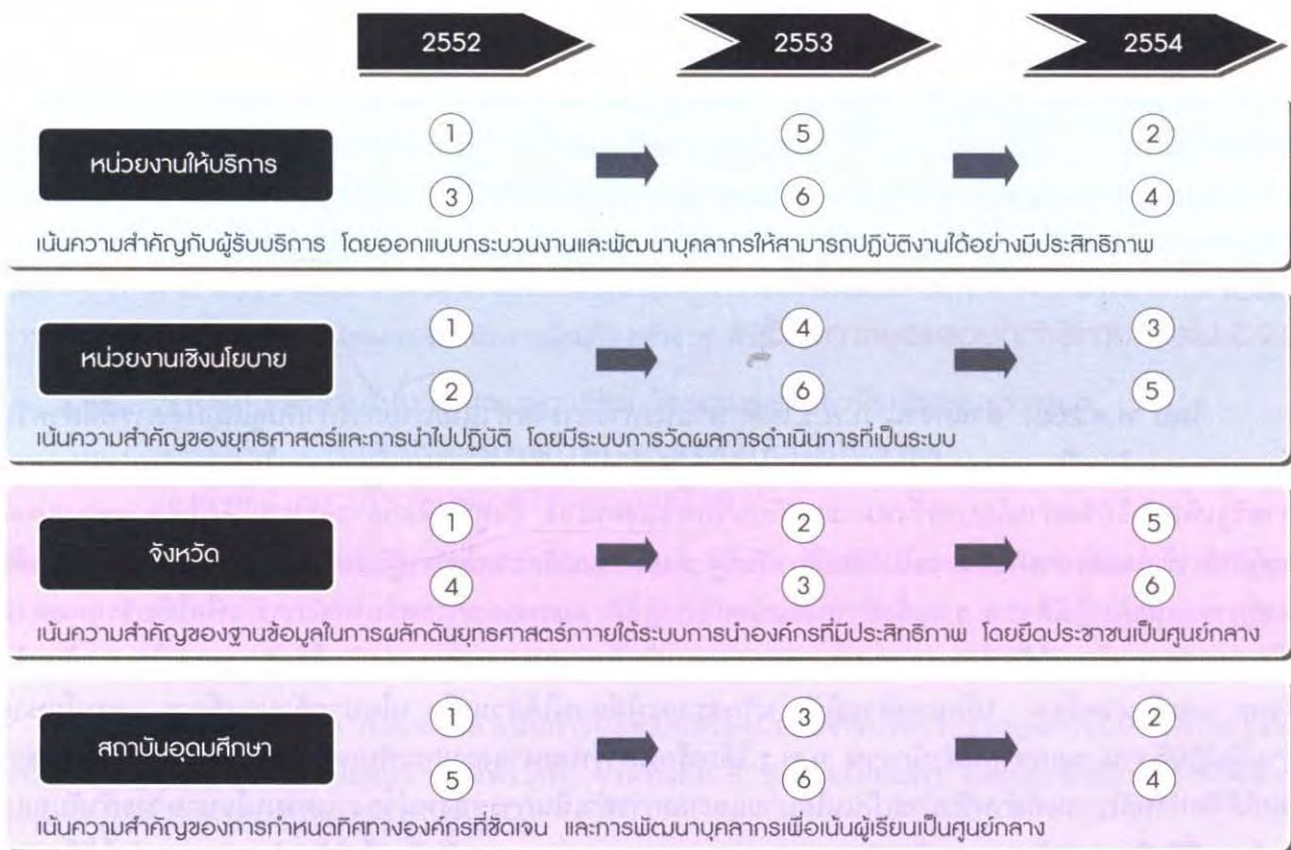 2552 2553 2554
หน่วยงานให้บริการ
1 5 2
3 6 4
เน้นความสำคัญกับผู้รับบริการ โดยออกแบบกระบวนงานและพัฒนาบุคลากรให้สามารถปฏิบัติงานได้อย่างมีประสิทธิภาพ
หน่วยงานเชิงนโยบาย
1 4 3
2 6 5
เน้นความสำคัญของยุทธศาสตร์และการนำไปปฏิบัติ โดยมีระบบการวัดผลการดำเนินการที่เป็นระบบ
จังหวัด
1 2 5
4 3 6
เน้นความสำคัญของฐานข้อมูลในการผลักดันยุทธศาสตร์ภายใต้ระบบการนำองค์กรที่มีประสิทธิภาพ โดยยึดประชาชนเป็นศูนย์กลาง
สถาบันอุดมศึกษา
1 3 2
5 6 4
เน้นความสำคัญของการกำหนดทิศทางองค์กรที่ชัดเจน และการพัฒนาบุคลากรเพื่อเน้นผู้เรียนเป็นศูนย์กลาง